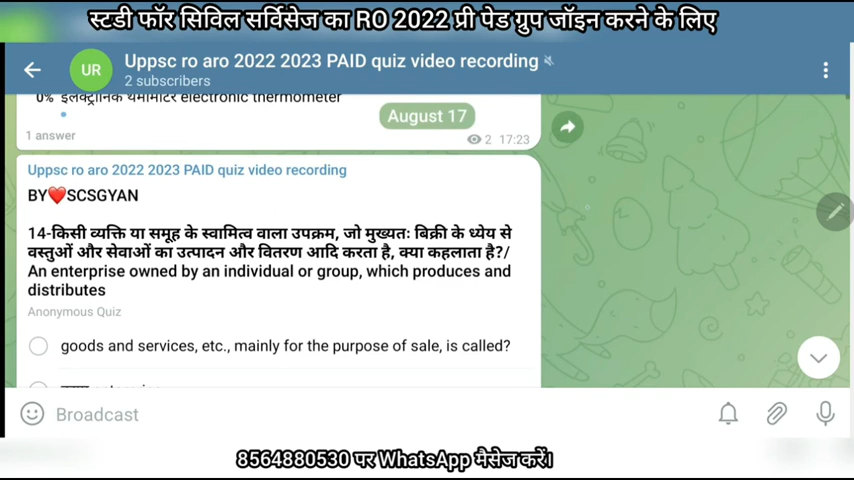 स्टडी फॉर सिविल सर्विसेज का RO 2022 प्री पेड ग्रुप जॉइन करने के लिए
UR
Uppsc ro aro 2022 2023 PAID quiz video recording
2 subscribers
0% इलेक्ट्रॉनिक थर्मामीटर electronic thermometer
August 17
1 answer
2 17:23
Uppsc ro aro 2022 2023 PAID quiz video recording
BY❤️SCSGYAN
14-किसी व्यक्ति या समूह के स्वामित्व वाला उपक्रम, जो मुख्यतः बिक्री के ध्येय से
वस्तुओं और सेवाओं का उत्पादन और वितरण आदि करता है, क्या कहलाता है?/
An enterprise owned by an individual or group, which produces and
distributes
Anonymous Quiz
goods and services, etc., mainly for the purpose of sale, is called?
Broadcast
8564880530 पर WhatsApp मैसेज करें।